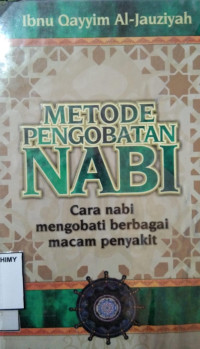 Ibnu Qayyim Al-Jauziyah
METODE
PENGOBATAN
NABI
Cara nabi
mengobati berbagai
macam penyakit
HIMY